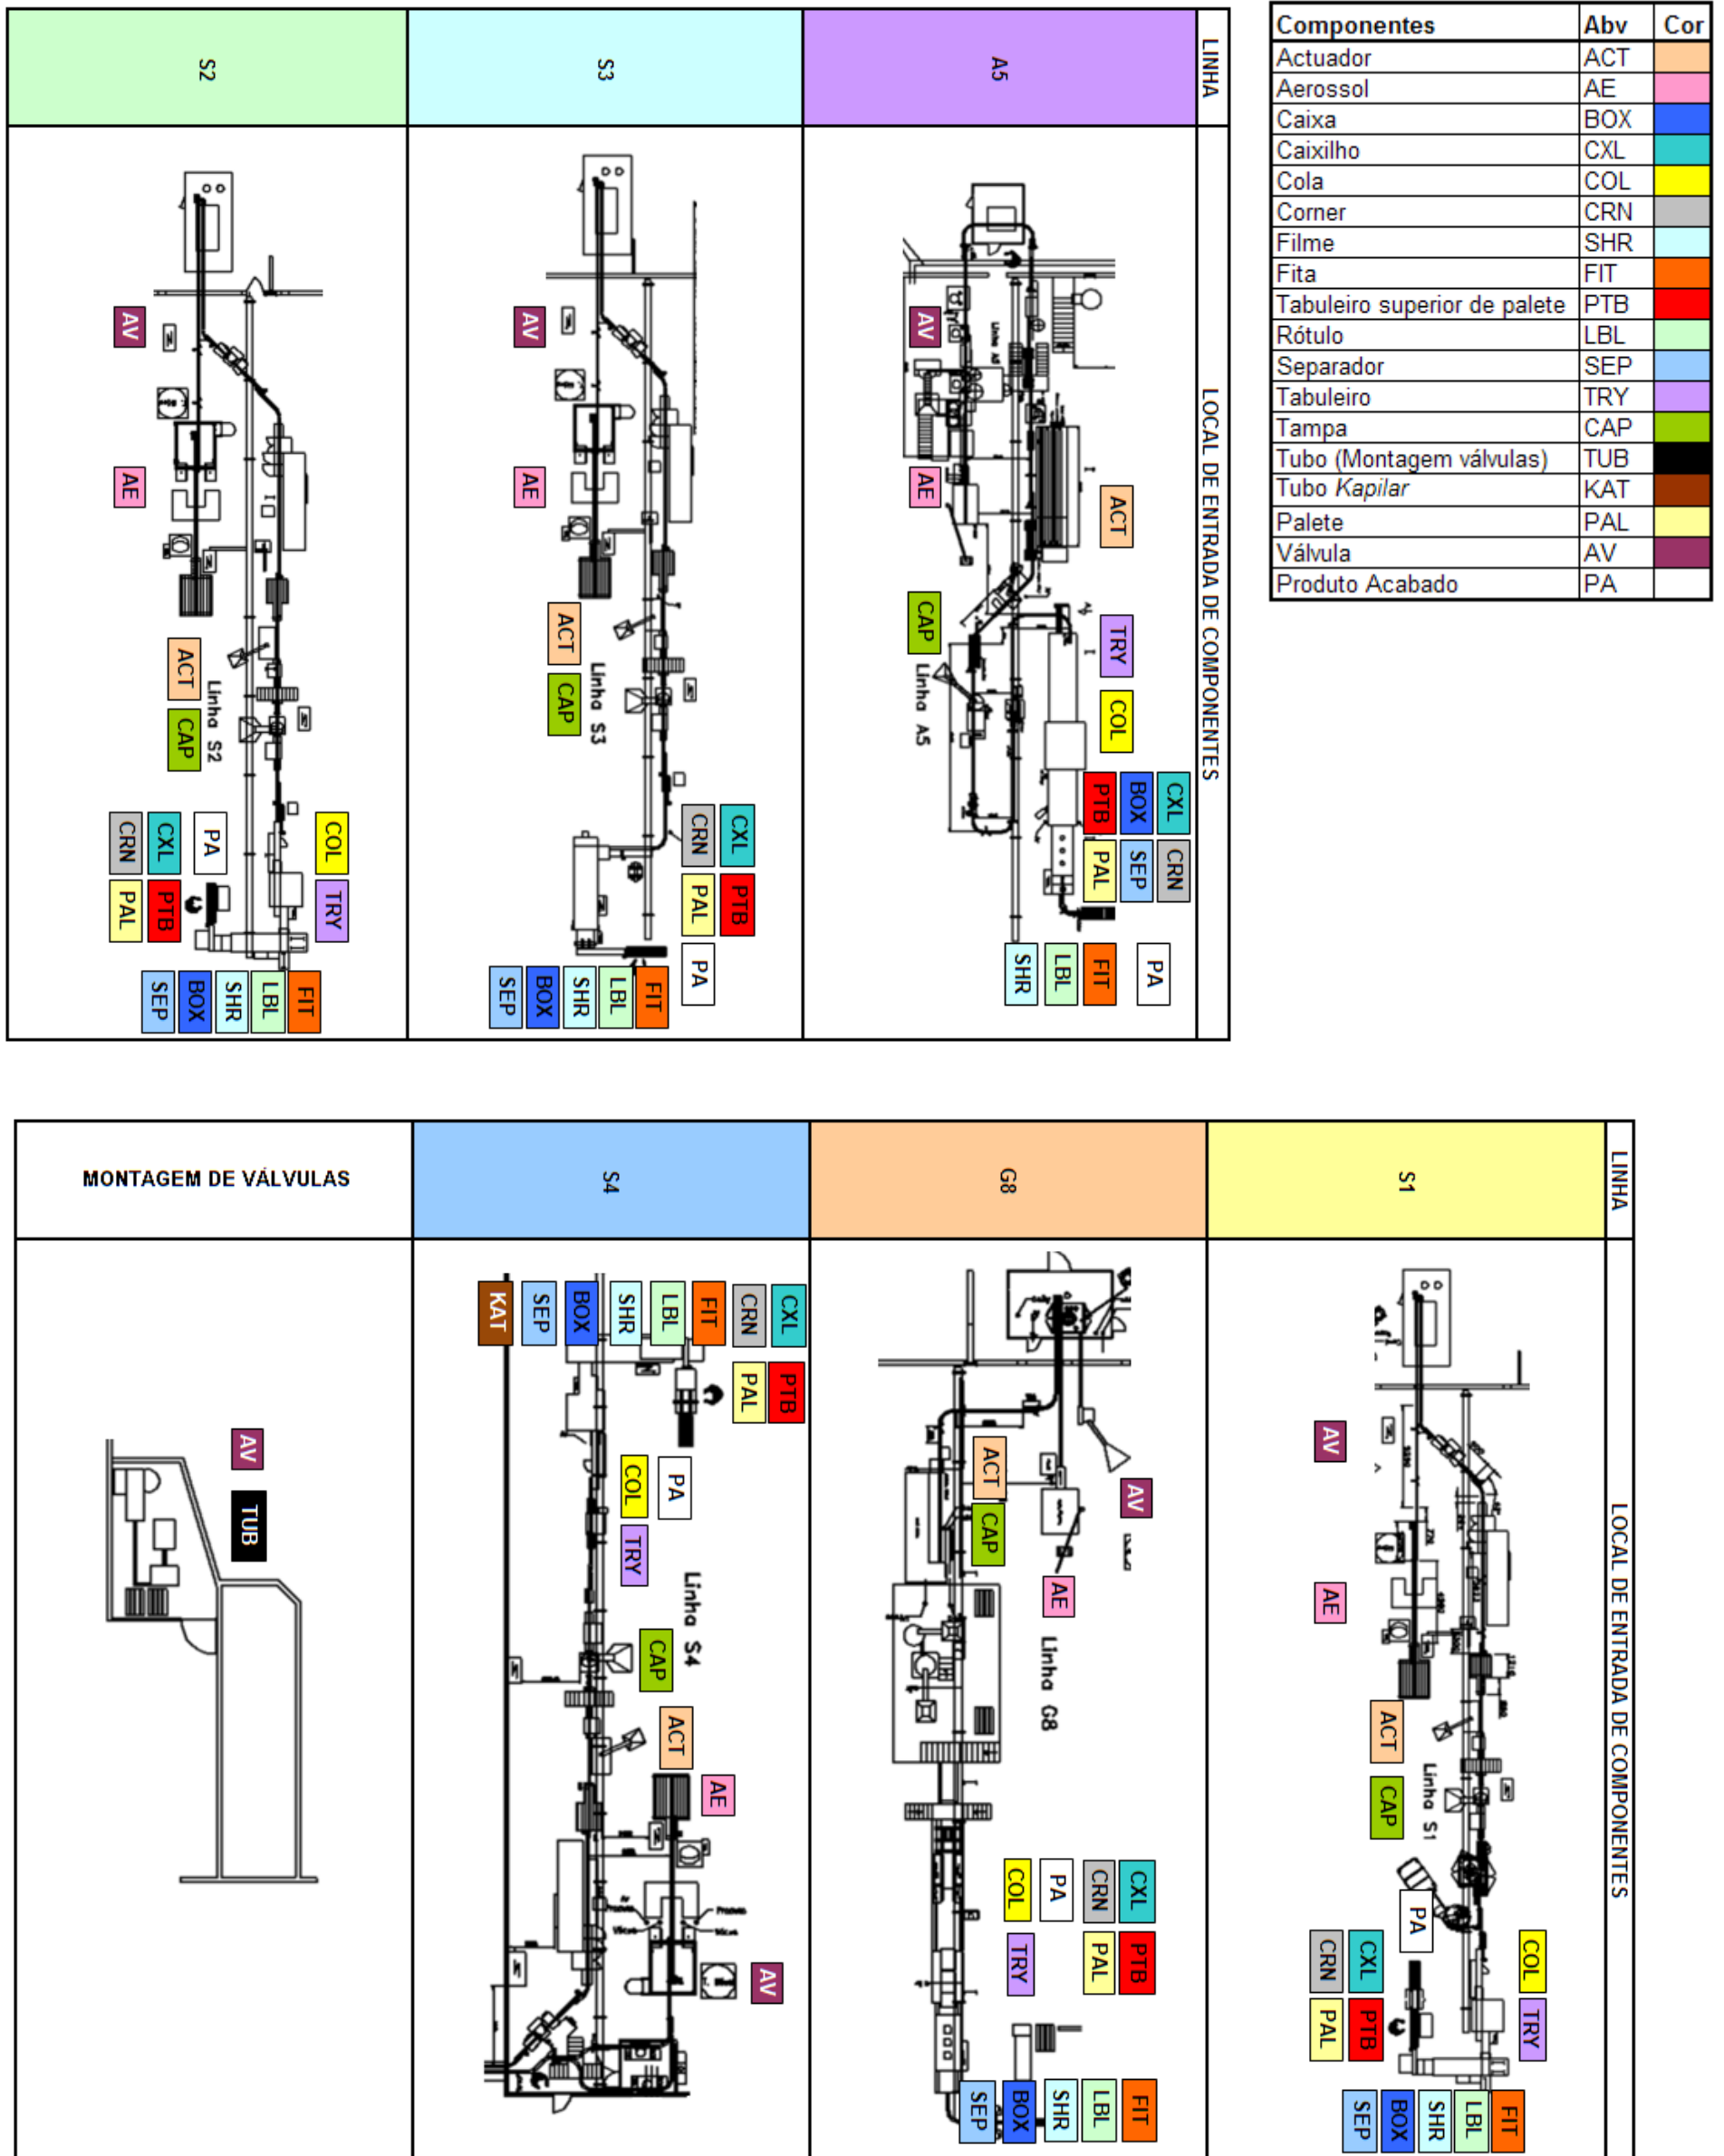 Componentes Abv Cor
Actuador ACT
Aerossol AE
Caixa BOX
Caixilho CXL
Cola COL
Corner CRN
Filme SHR
Fita FIT
Tabuleiro superior de palete PTB
Rótulo LBL
Separador SEP
Tabuleiro TRY
Tampa CAP
Tubo (Montagem válvulas) TUB
Tubo Kapilar KAT
Palete PAL
Válvula AV
Produto Acabado PA
LINHA
LOCAL DE ENTRADA DE COMPONENTES
A5
AV
AE
ACT
CAP
Linha A5
TRY
COL
CXL
CRN
BOX
SEP
PTB
PAL
PA
FIT
LBL
SHR
S3
AV
AE
ACT
CAP
Linha S3
CXL
PTB
CRN
PAL
PA
FIT
LBL
SHR
BOX
SEP
S2
AV
AE
ACT
CAP
Linha S2
COL
TRY
PA
CXL
PTB
CRN
PAL
FIT
LBL
SHR
BOX
SEP
LINHA
LOCAL DE ENTRADA DE COMPONENTES
S1
AV
AE
ACT
CAP
Linha S1
PA
COL
TRY
CXL
PTB
CRN
PAL
FIT
LBL
SHR
BOX
SEP
G8
AV
ACT
CAP
AE
Linha G8
CXL
PTB
CRN
PAL
PA
COL
TRY
FIT
LBL
SHR
BOX
SEP
S4
CXL
PTB
CRN
PAL
FIT
LBL
SHR
BOX
SEP
KAT
PA
COL
TRY
Linha S4
CAP
ACT
AE
AV
MONTAGEM DE VÁLVULAS
AV
TUB